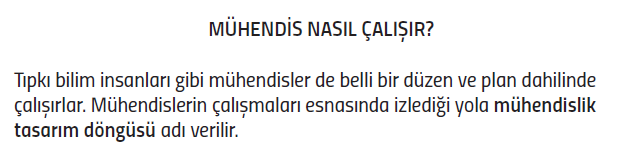 MÜHENDİS NASIL ÇALIŞIR?
Tıpkı bilim insanları gibi mühendisler de belli bir düzen ve plan dahilinde
çalışırlar. Mühendislerin çalışmaları esnasında izlediği yola mühendislik
tasarım döngüsü adı verilir.